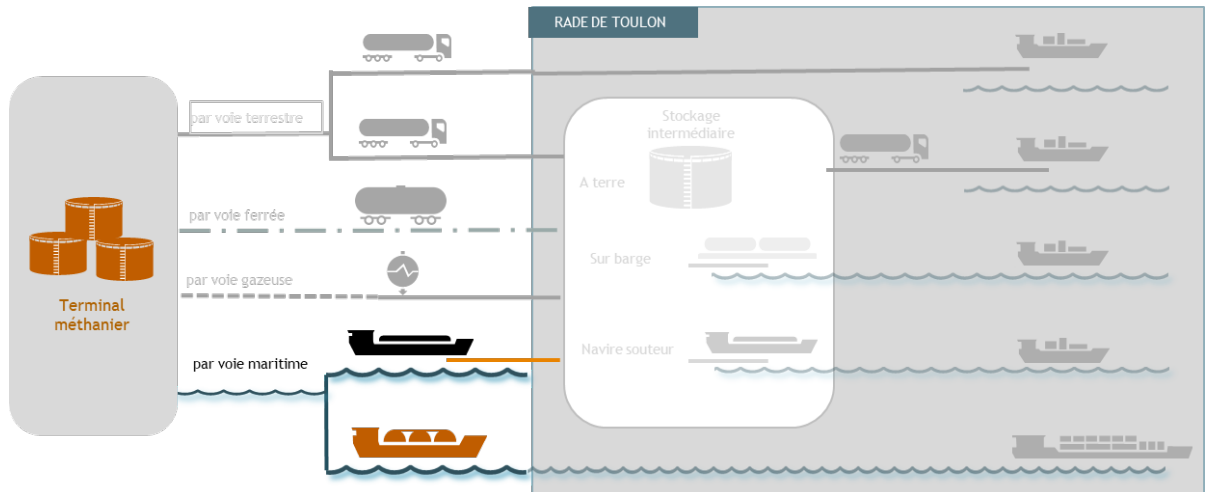 RADE DE TOULON
par voie terrestre
Stockage
intermédiaire
A terre
par voie ferrée
Sur barge
par voie gazeuse
Terminal
méthanier
Navire souteur
par voie maritime